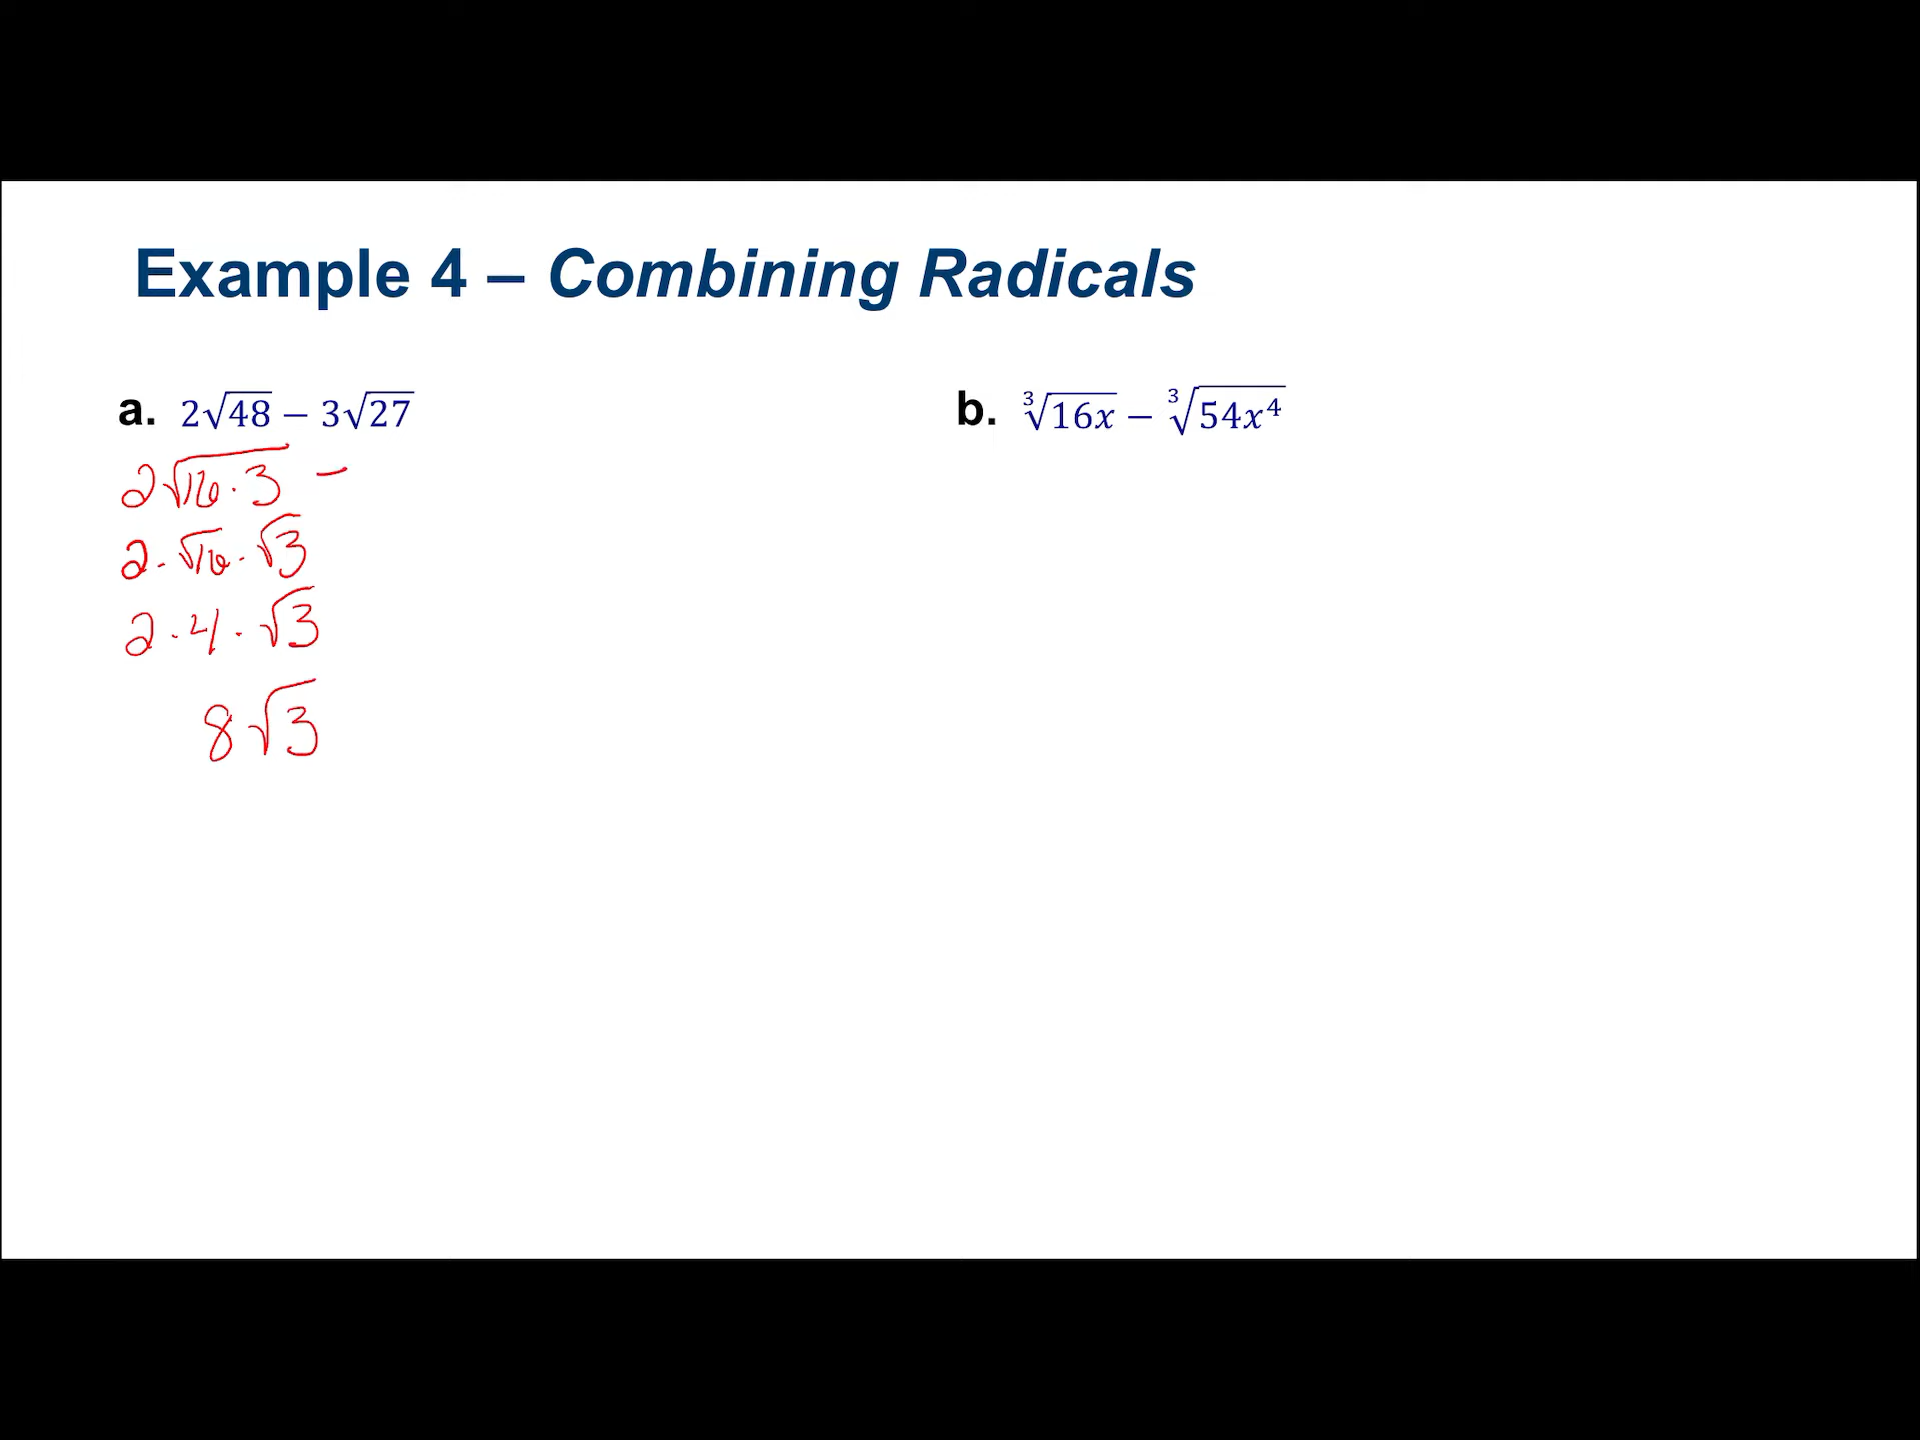 Example 4 – Combining Radicals
a. 2√48 − 3√27
2√16·3 −
2·√16·√3
2·4·√3
8√3
b. ∛16x − ∛54x⁴